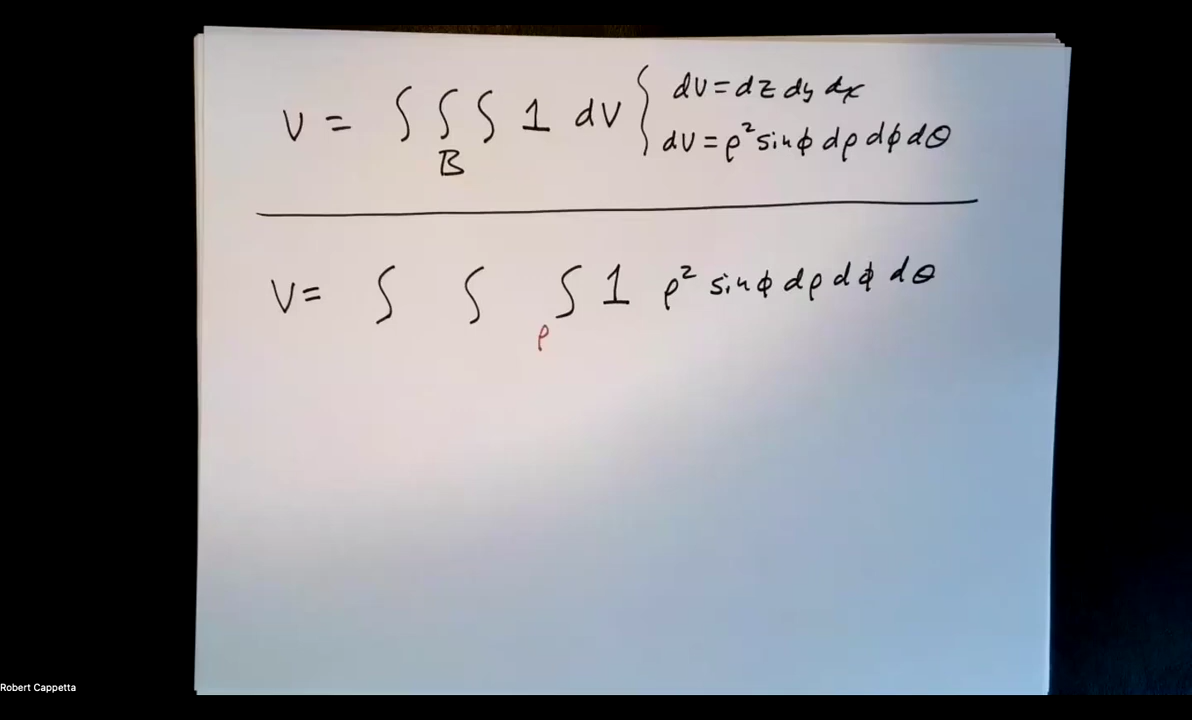 V = ∫ ∫ ∫ 1 dV { dV = dz dy dx
dV = ρ² sin ϕ dρ dϕ dθ
B
V = ∫ ∫ ∫ 1 ρ² sin ϕ dρ dϕ dθ
ρ
Robert Cappetta